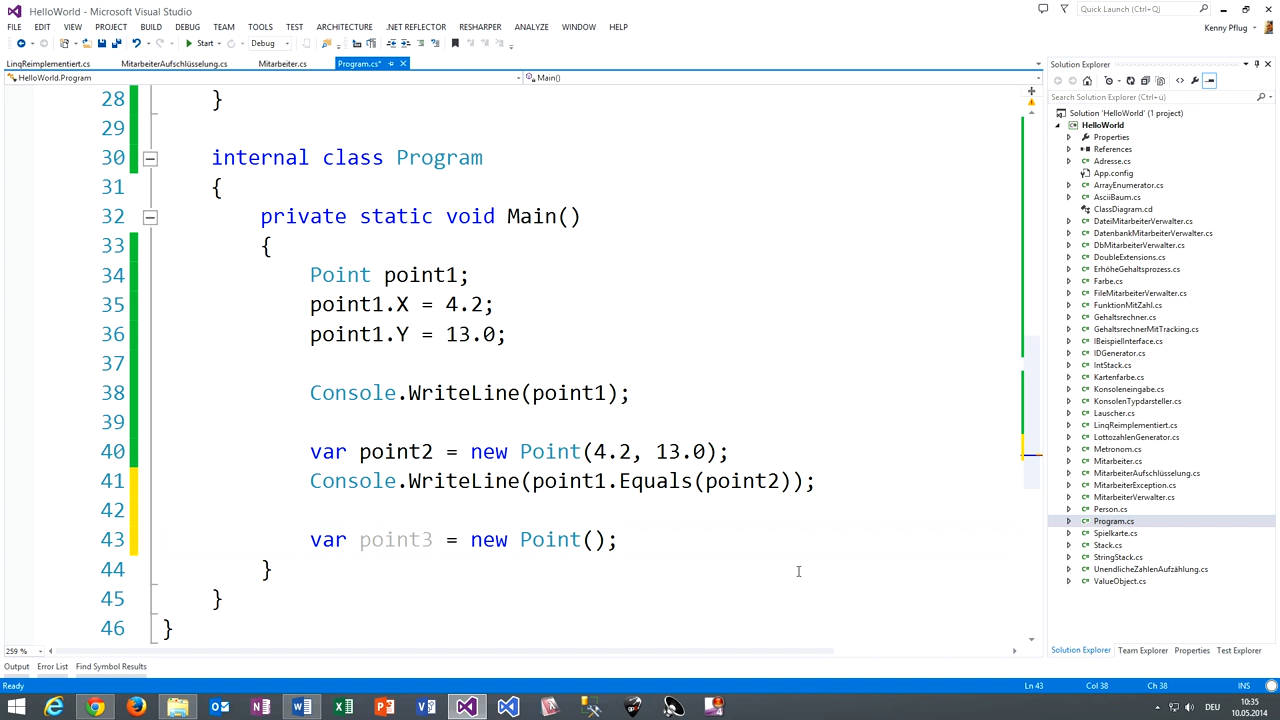 HelloWorld - Microsoft Visual Studio
Quick Launch (Ctrl+Q)
FILE EDIT VIEW PROJECT BUILD DEBUG TEAM TOOLS TEST ARCHITECTURE .NET REFLECTOR RESHARPER ANALYZE WINDOW HELP
Kenny Pflug
Start Debug
LinqReimplementiert.cs MitarbeiterAufschlüsselung.cs Mitarbeiter.cs Program.cs*
HelloWorld.Program Main()
28 }
29
30 internal class Program
31 {
32 private static void Main()
33 {
34 Point point1;
35 point1.X = 4.2;
36 point1.Y = 13.0;
37
38 Console.WriteLine(point1);
39
40 var point2 = new Point(4.2, 13.0);
41 Console.WriteLine(point1.Equals(point2));
42
43 var point3 = new Point();
44 }
45 }
46 }
259 %
Solution Explorer
Search Solution Explorer (Ctrl+ü)
Solution 'HelloWorld' (1 project)
HelloWorld
Properties
References
Adresse.cs
App.config
ArrayEnumerator.cs
AsciiBaum.cs
ClassDiagram.cd
DateiMitarbeiterVerwalter.cs
DatenbankMitarbeiterVerwalter.cs
DbMitarbeiterVerwalter.cs
DoubleExtensions.cs
ErhöheGehaltsprozess.cs
Farbe.cs
FileMitarbeiterVerwalter.cs
FunktionMitZahl.cs
Gehaltsrechner.cs
GehaltsrechnerMitTracking.cs
IBeispielInterface.cs
IDGenerator.cs
IntStack.cs
Kartenfarbe.cs
Konsoleneingabe.cs
KonsolenTypdarsteller.cs
Lauscher.cs
LinqReimplementiert.cs
LottozahlenGenerator.cs
Metronom.cs
Mitarbeiter.cs
MitarbeiterAufschlüsselung.cs
MitarbeiterException.cs
MitarbeiterVerwalter.cs
Person.cs
Program.cs
Spielkarte.cs
Stack.cs
StringStack.cs
UnendlicheZahlenAufzählung.cs
ValueObject.cs
Solution Explorer Team Explorer Properties Test Explorer
Output Error List Find Symbol Results
Ready Ln 43 Col 38 Ch 38 INS
DEU 10:35
10.05.2014